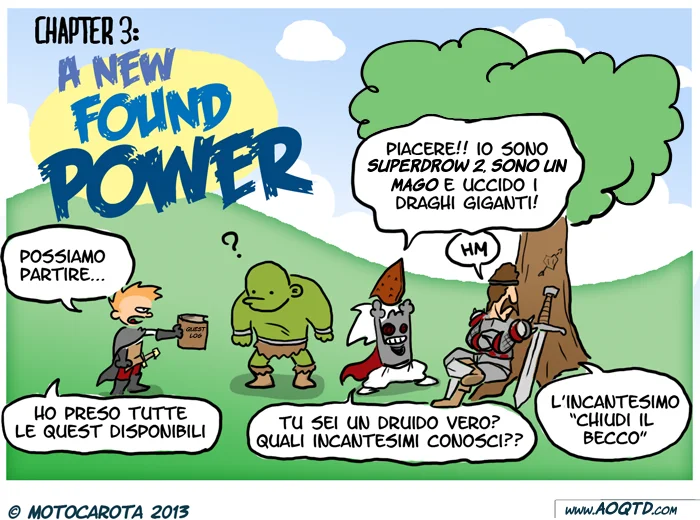 CHAPTER 3:
A NEW
FOUND
POWER
POSSIAMO
PARTIRE...
HO PRESO TUTTE
LE QUEST DISPONIBILI
QUEST
LOG
?
PIACERE!! IO SONO
SUPERDROW 2, SONO UN
MAGO E UCCIDO I
DRAGHI GIGANTI!
HM
TU SEI UN DRUIDO VERO?
QUALI INCANTESIMI CONOSCI??
L'INCANTESIMO
"CHIUDI IL
BECCO"
© MOTOCAROTA 2013
WWW.AOQTD.COM